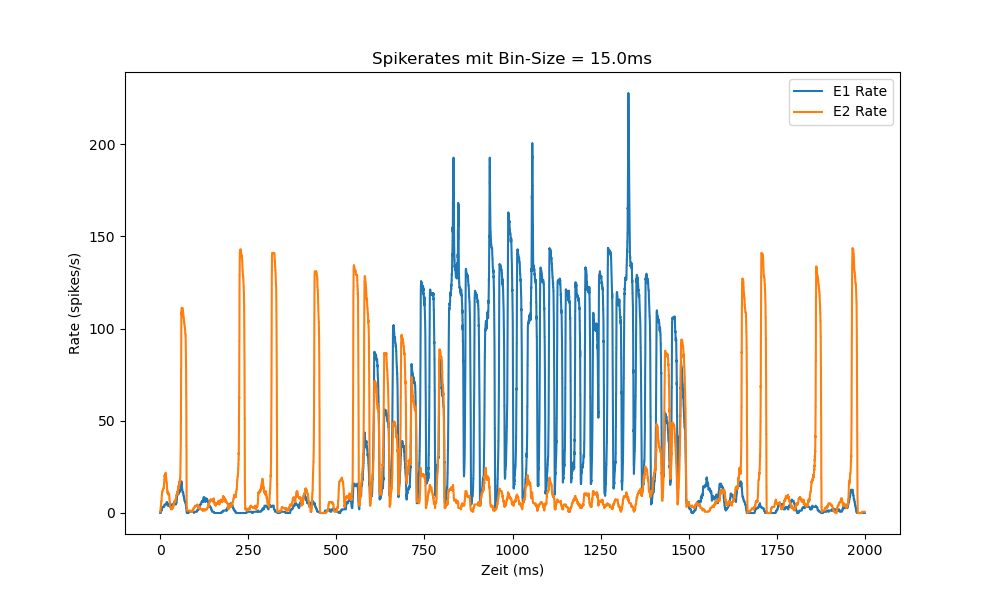 Spikerates mit Bin-Size = 15.0ms
E1 Rate
E2 Rate
Rate (spikes/s)
200
150
100
50
0
0 250 500 750 1000 1250 1500 1750 2000
Zeit (ms)